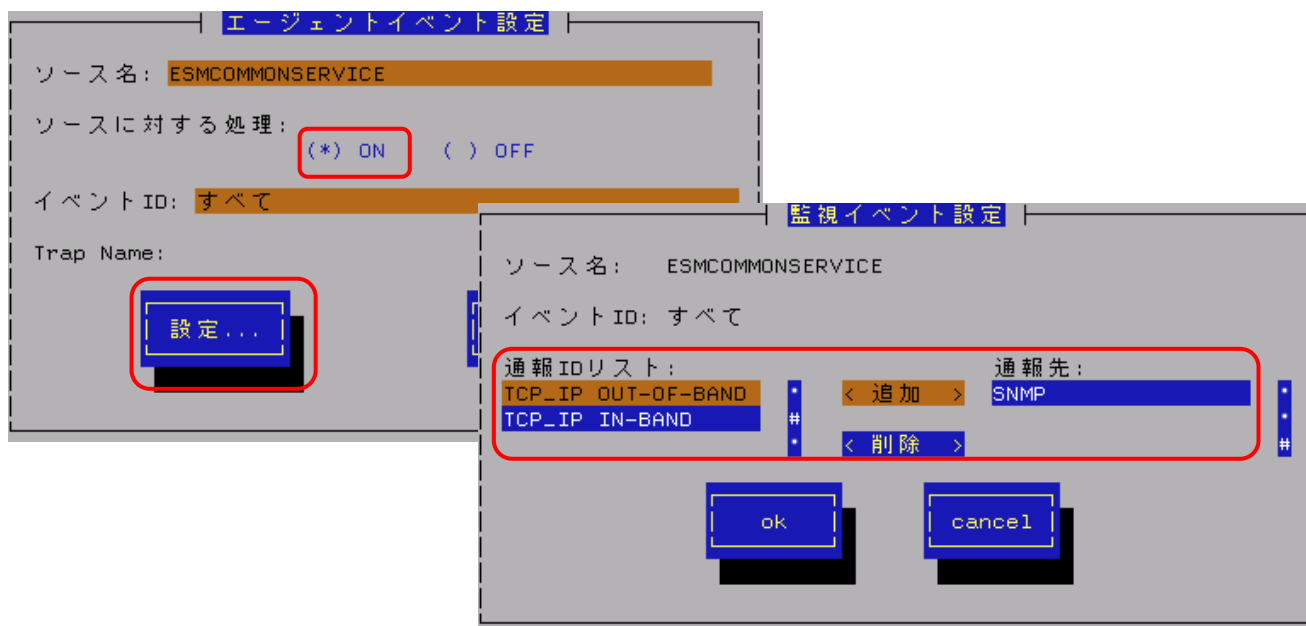 エージェントイベント設定
ソース名: ESMCOMMONSERVICE
ソースに対する処理:
(*) ON ( ) OFF
イベントID: すべて
Trap Name:
設定...
監視イベント設定
ソース名: ESMCOMMONSERVICE
イベントID: すべて
通報IDリスト: 通報先:
TCP_IP OUT-OF-BAND < 追加 > SNMP
TCP_IP IN-BAND #
< 削除 > #
ok cancel